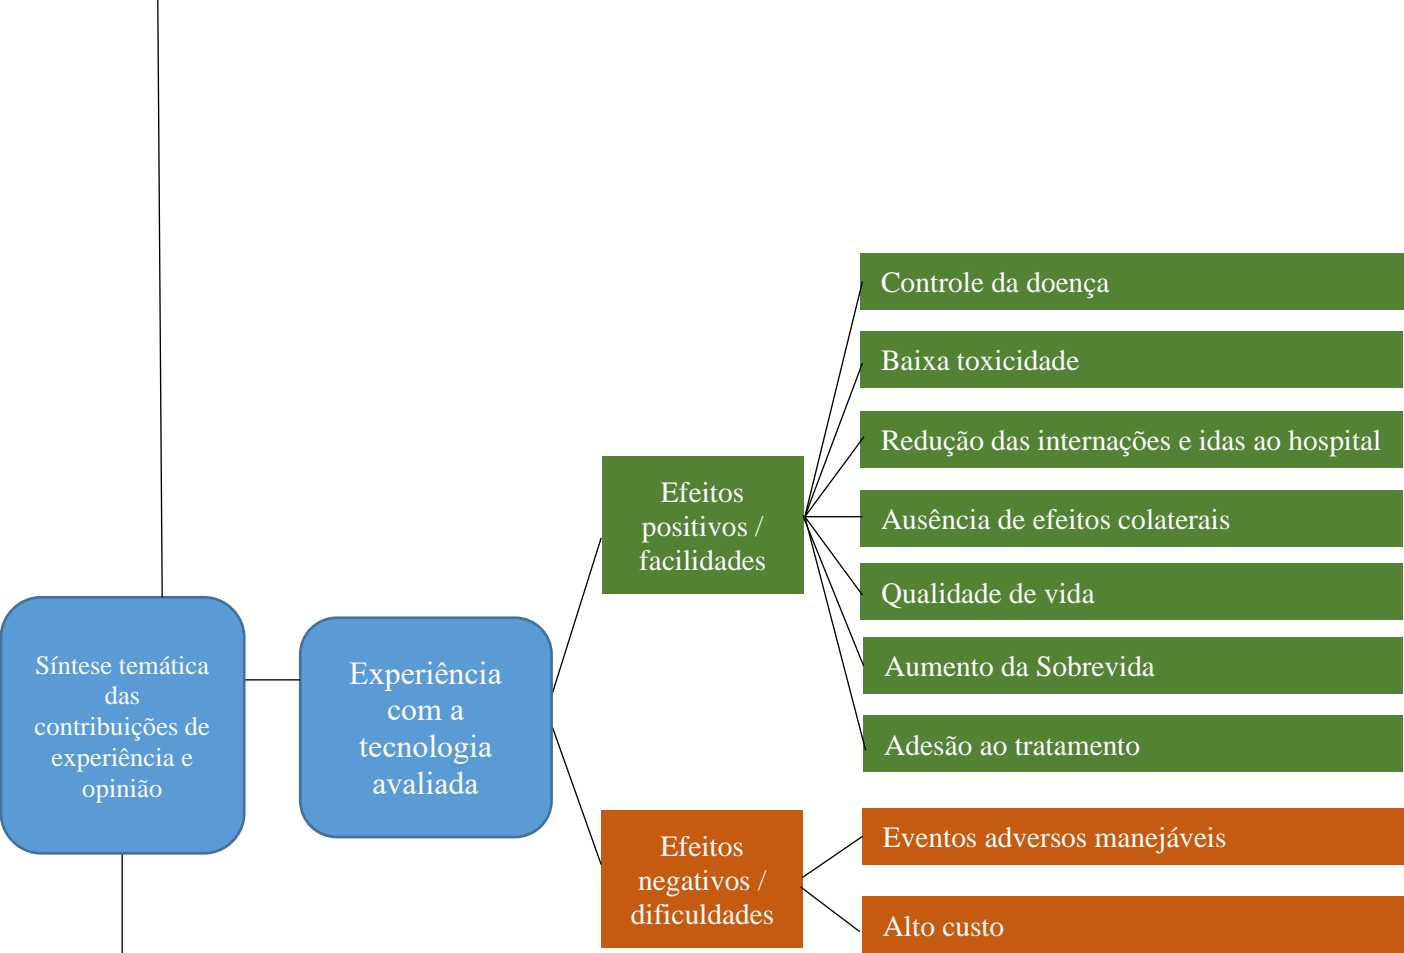 Síntese temática
das
contribuições de
experiência e
opinião
Experiência
com a
tecnologia
avaliada
Efeitos
positivos /
facilidades
Controle da doença
Baixa toxicidade
Redução das internações e idas ao hospital
Ausência de efeitos colaterais
Qualidade de vida
Aumento da Sobrevida
Adesão ao tratamento
Efeitos
negativos /
dificuldades
Eventos adversos manejáveis
Alto custo